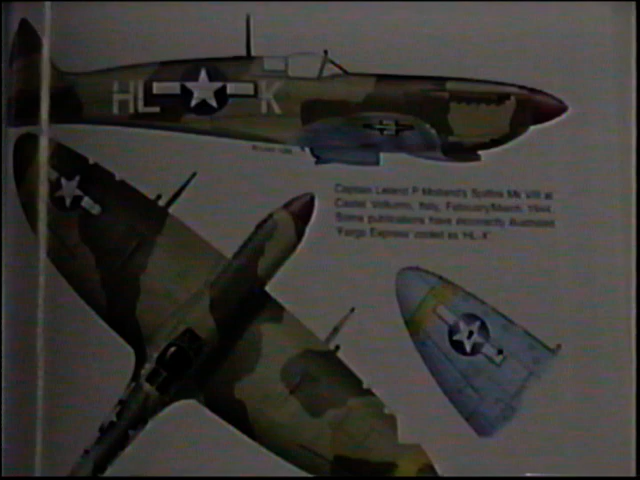 HL K
Captain Leland P Molland's Spitfire Mk VIII at
Castel Volturno, Italy, February/March, 1944.
Some publications have incorrectly illustrated
'Fargo Express' coded as 'HL-X'.